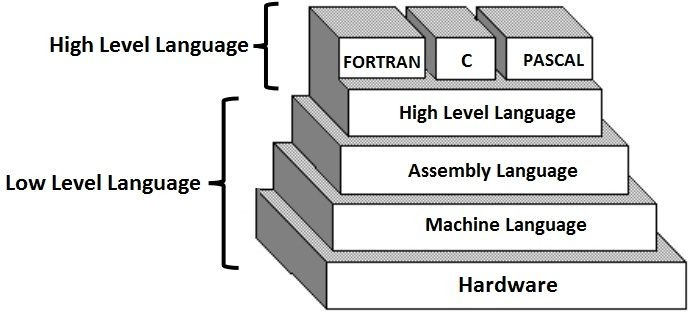 High Level Language
FORTRAN
C
PASCAL
High Level Language
Low Level Language
Assembly Language
Machine Language
Hardware